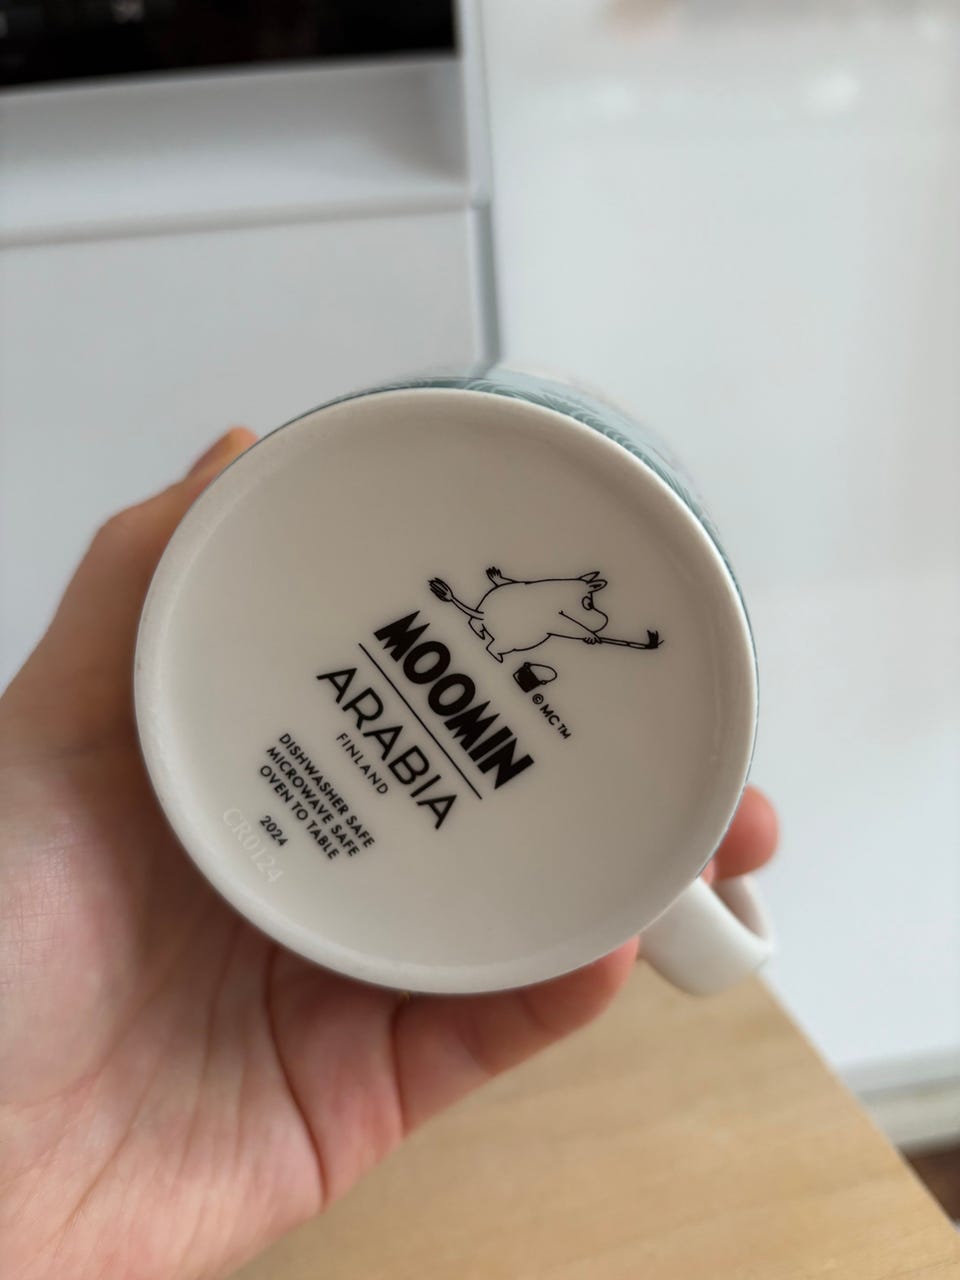 © MC™
MOOMIN
ARABIA
FINLAND
DISHWASHER SAFE
MICROWAVE SAFE
OVEN TO TABLE
2024
CR0124